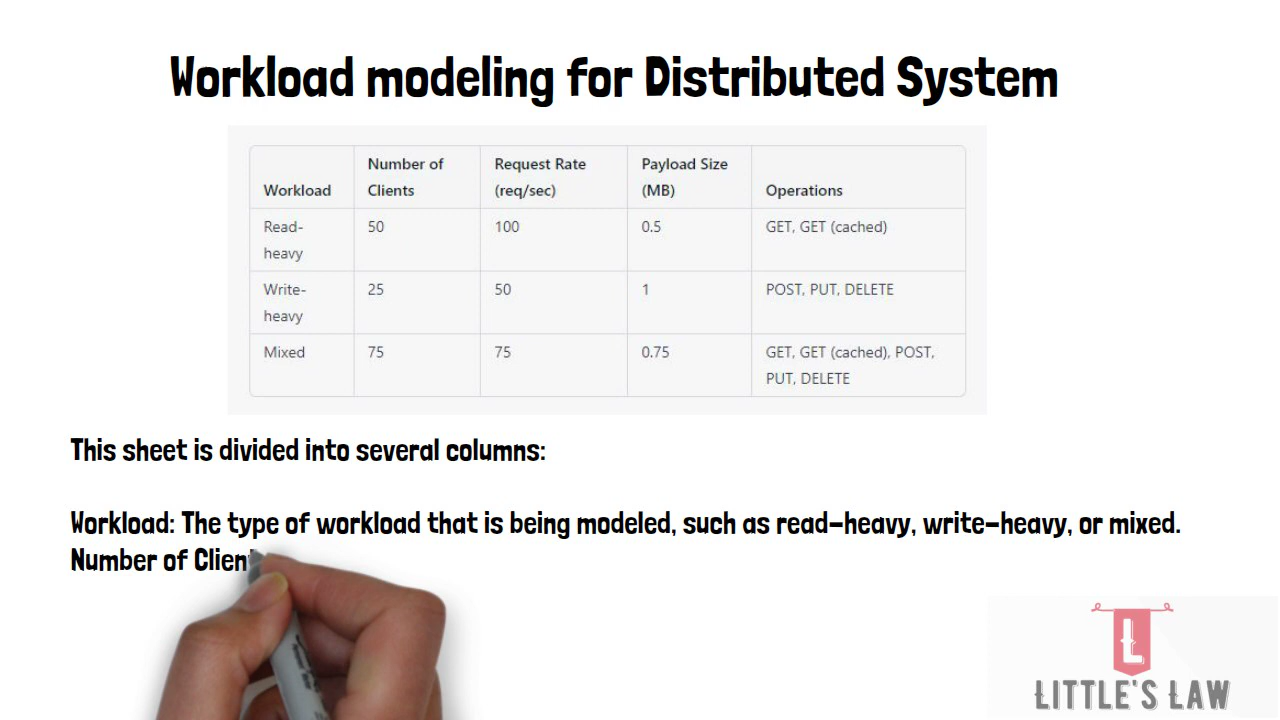 Workload modeling for Distributed System
Workload
Number of
Clients
Request Rate
(req/sec)
Payload Size
(MB)
Operations
Read-
heavy
50
100
0.5
GET, GET (cached)
Write-
heavy
25
50
1
POST, PUT, DELETE
Mixed
75
75
0.75
GET, GET (cached), POST,
PUT, DELETE
This sheet is divided into several columns:
Workload: The type of workload that is being modeled, such as read-heavy, write-heavy, or mixed.
Number of Client
L
LITTLE'S LAW